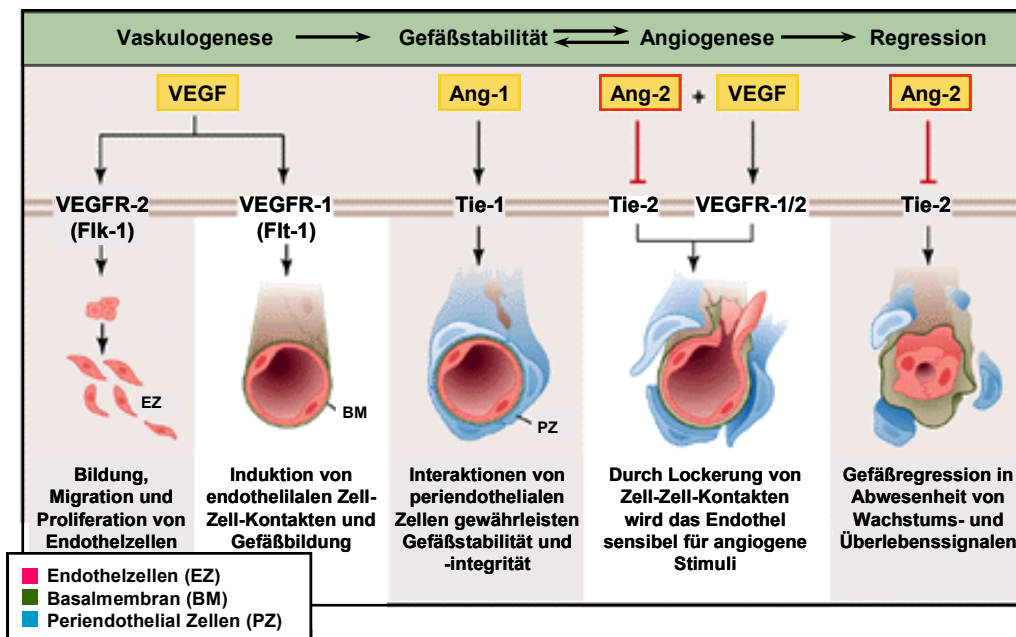 Vaskulogenese Gefäßstabilität Angiogenese Regression
VEGF Ang-1 Ang-2 + VEGF Ang-2
VEGFR-2 VEGFR-1 Tie-1 Tie-2 VEGFR-1/2 Tie-2
(Flk-1) (Flt-1)
EZ
BM
PZ
Bildung,
Migration und
Proliferation von
Endothelzellen
Induktion von
endothelilalen Zell-
Zell-Kontakten und
Gefäßbildung
Interaktionen von
periendothelialen
Zellen gewährleisten
Gefäßstabilität und
-integrität
Durch Lockerung von
Zell-Zell-Kontakten
wird das Endothel
sensibel für angiogene
Stimuli
Gefäßregression in
Abwesenheit von
Wachstums- und
Überlebenssignalen
Endothelzellen (EZ)
Basalmembran (BM)
Periendothelial Zellen (PZ)